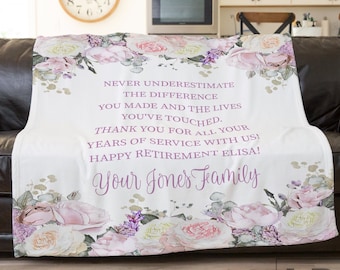 NEVER UNDERESTIMATE
THE DIFFERENCE
YOU MADE AND THE LIVES
YOU'VE TOUCHED,
THANK YOU FOR ALL YOUR
YEARS OF SERVICE WITH US!
HAPPY RETIREMENT ELISA!
Your Jones Family